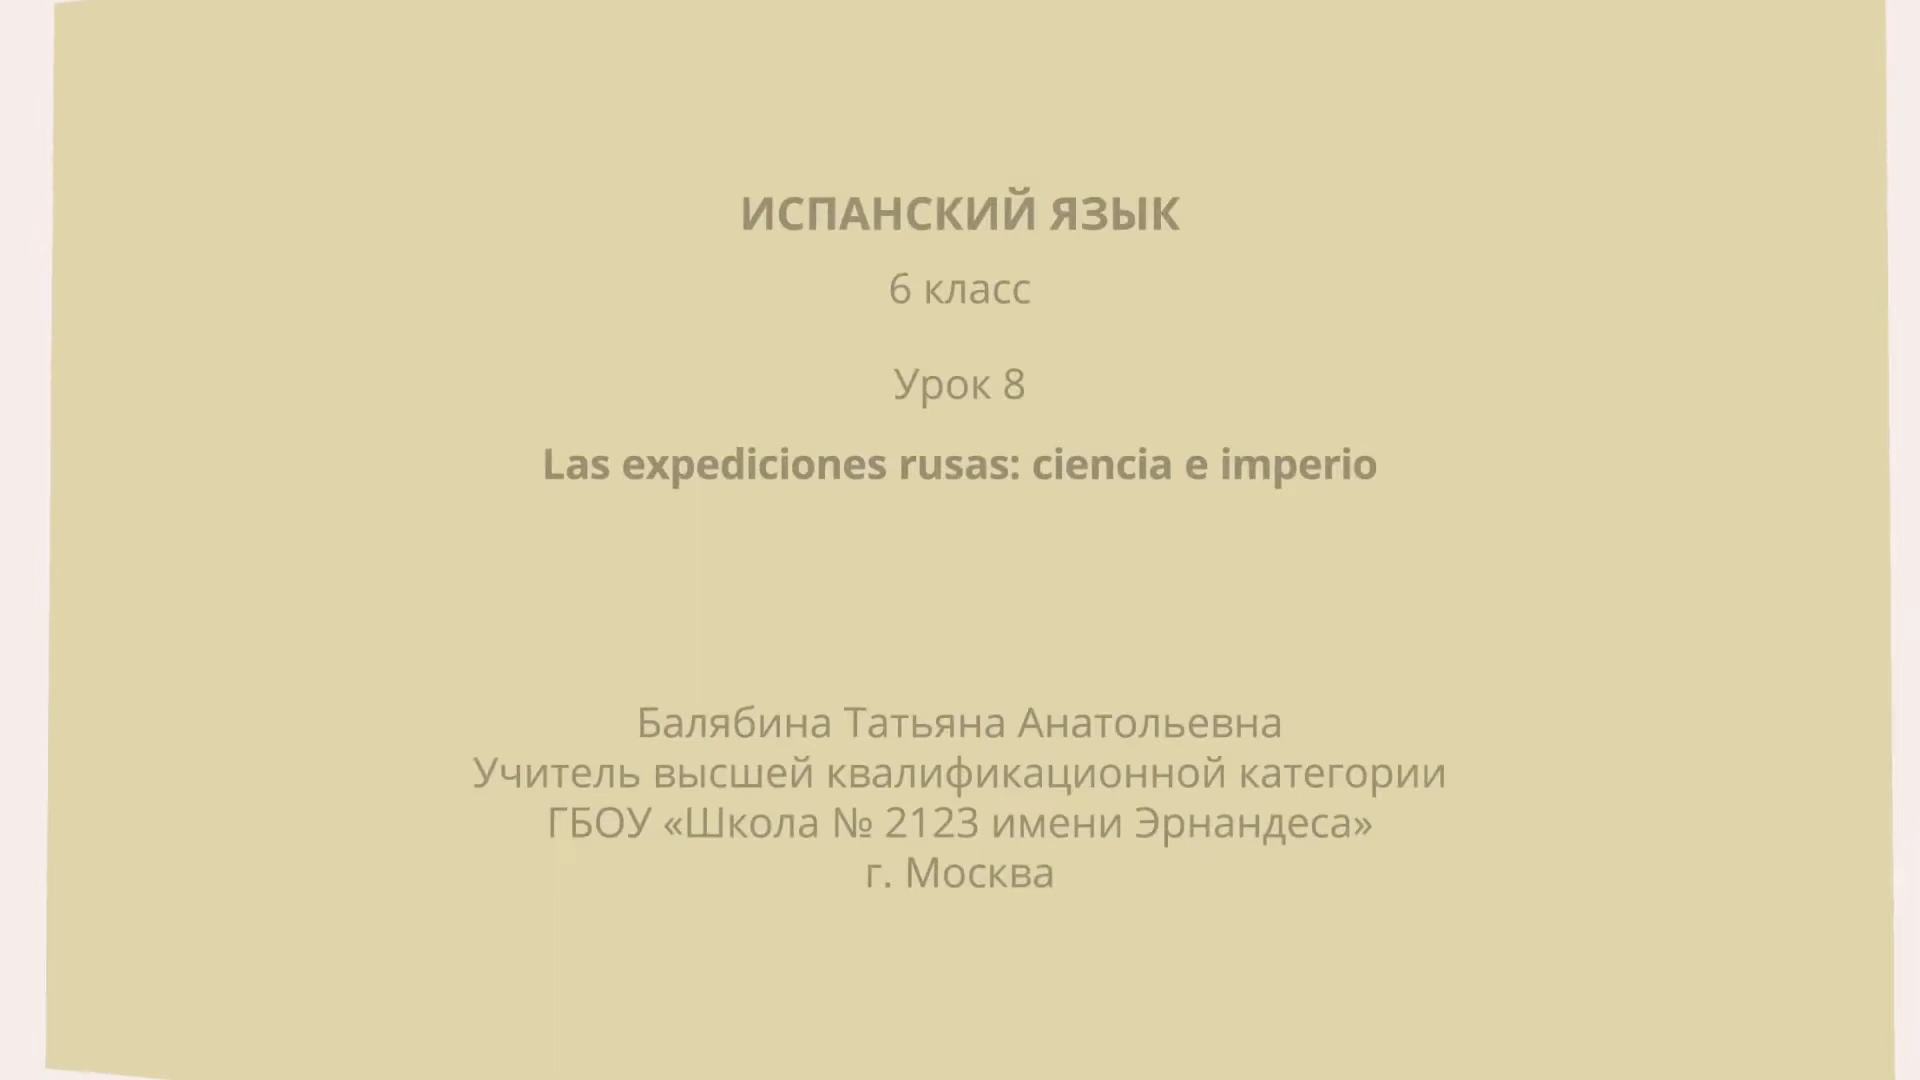 ИСПАНСКИЙ ЯЗЫК
6 класс
Урок 8
Las expediciones rusas: ciencia e imperio
Балябина Татьяна Анатольевна
Учитель высшей квалификационной категории
ГБОУ «Школа № 2123 имени Эрнандеса»
г. Москва